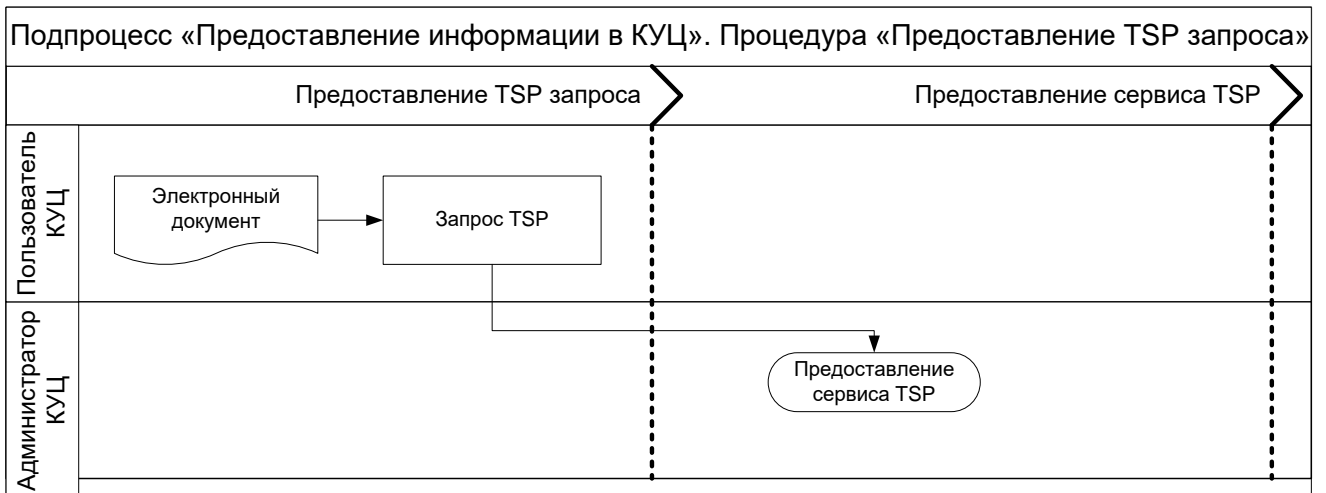 Подпроцесс «Предоставление информации в КУЦ». Процедура «Предоставление TSP запроса»
Предоставление TSP запроса
Предоставление сервиса TSP
Пользователь
КУЦ
Электронный
документ
Запрос TSP
Администратор
КУЦ
Предоставление
сервиса TSP